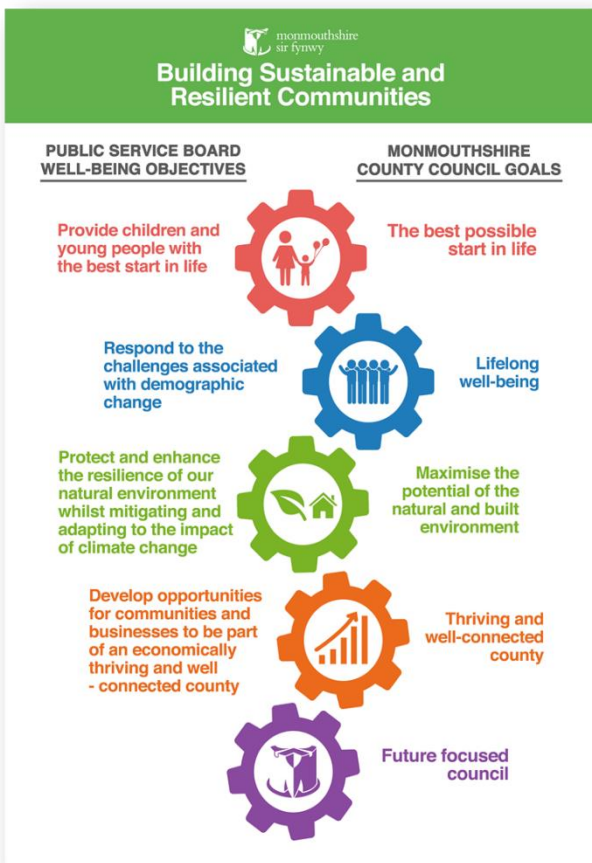 monmouthshire
sir fynwy
Building Sustainable and
Resilient Communities
PUBLIC SERVICE BOARD
WELL-BEING OBJECTIVES
MONMOUTHSHIRE
COUNTY COUNCIL GOALS
Provide children and
young people with
the best start in life
The best possible
start in life
Respond to the
challenges associated
with demographic
change
Lifelong
well-being
Protect and enhance
the resilience of our
natural environment
whilst mitigating and
adapting to the impact
of climate change
Maximise the
potential of the
natural and built
environment
Develop opportunities
for communities and
businesses to be part
of an economically
thriving and well
- connected county
Thriving and
well-connected
county
Future focused
council